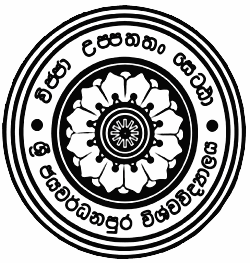 විජ්ජා උප්පතතං සෙට්ඨා
ශ්‍රී ජයවර්ධනපුර විශ්වවිද්‍යාලය